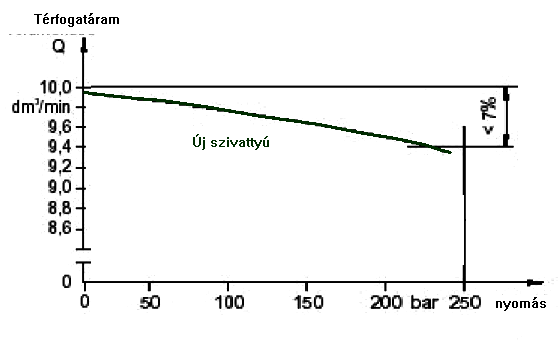 Térfogatáram
Q
10,0
dm³/min
9,6
9,4
9,2
9,0
8,8
8,6
0
Új szivattyú
< 7%
0 50 100 150 200 bar 250 nyomás